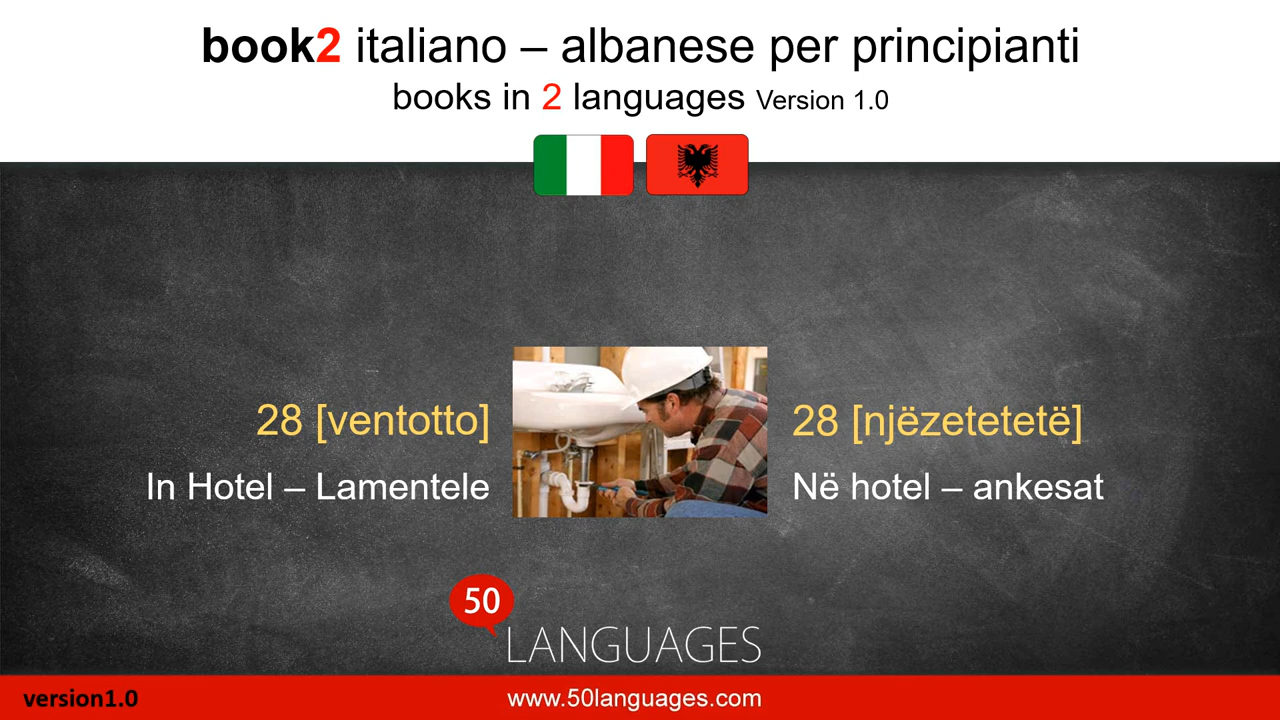 book2 italiano – albanese per principianti
books in 2 languages Version 1.0
28 [ventotto]
In Hotel – Lamentele
28 [njëzetetetë]
Në hotel – ankesat
50
LANGUAGES
version1.0
www.50languages.com